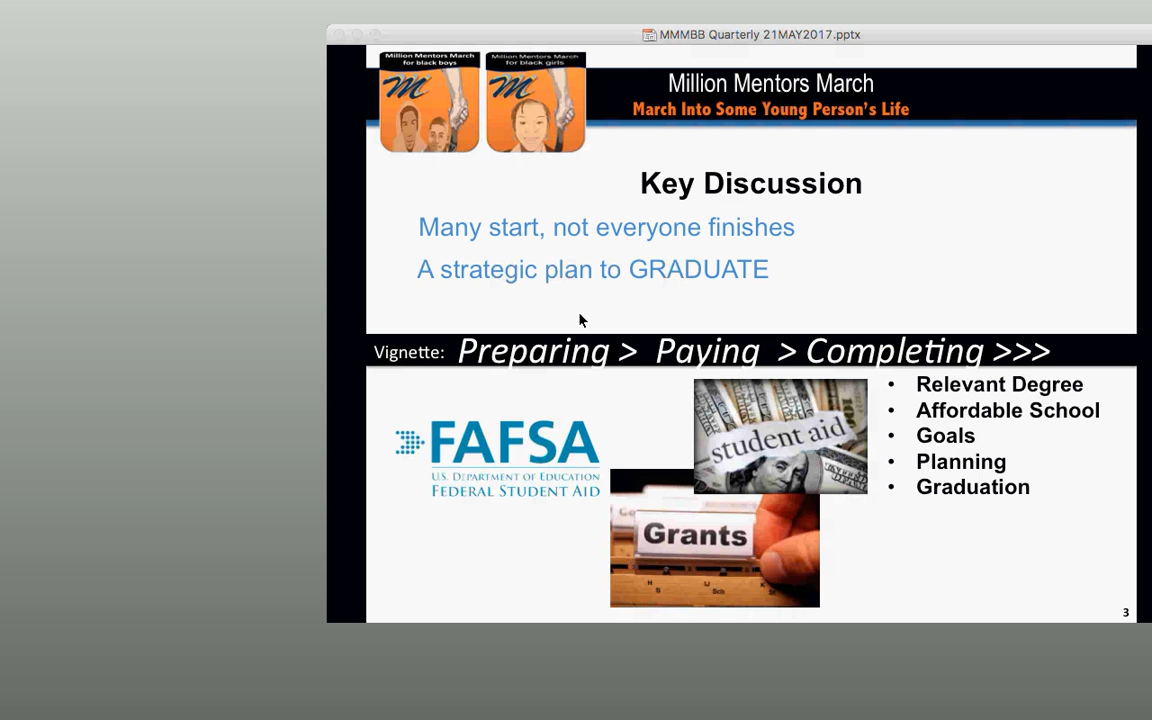 MMMBB Quarterly 21MAY2017.pptx
Million Mentors March
for black boys
Million Mentors March
for black girls
M
M
Million Mentors March
March Into Some Young Person's Life
Key Discussion
Many start, not everyone finishes
A strategic plan to GRADUATE
Vignette: Preparing > Paying > Completing >>>
• Relevant Degree
• Affordable School
• Goals
• Planning
• Graduation
student aid
FAFSA
U.S. DEPARTMENT OF EDUCATION
FEDERAL STUDENT AID
Grants
H
S
Sch
3